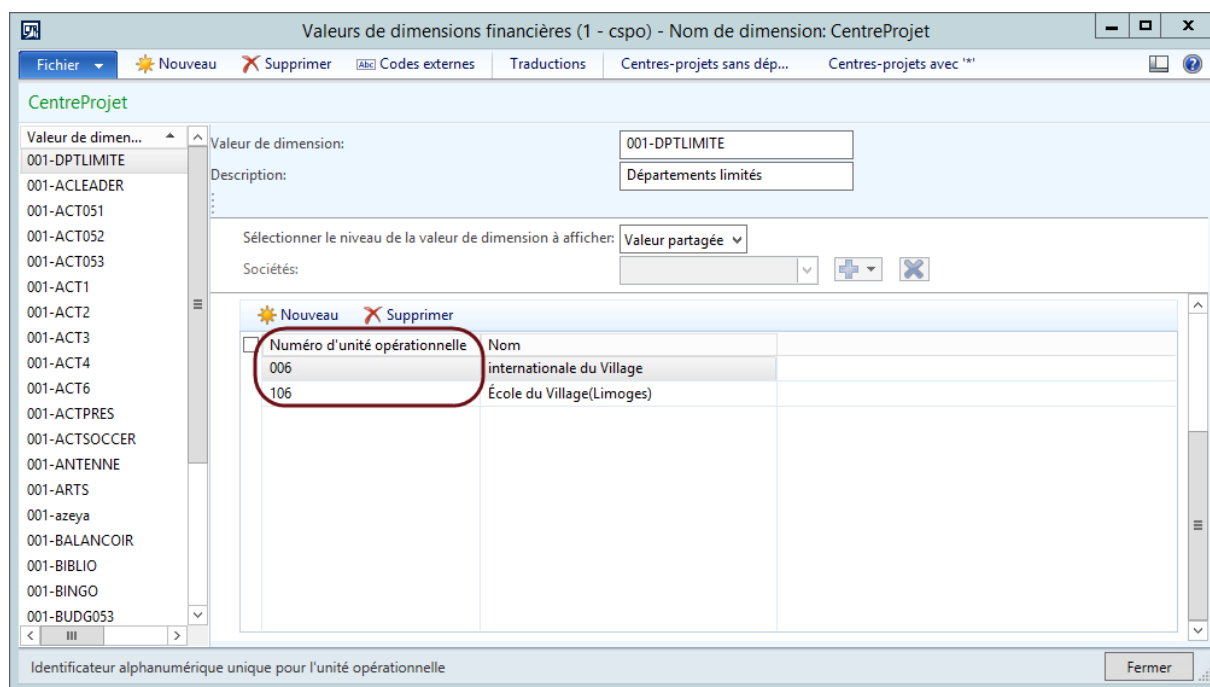 Valeurs de dimensions financières (1 - cspo) - Nom de dimension: CentreProjet
Fichier Nouveau Supprimer Abc Codes externes Traductions Centres-projets sans dép... Centres-projets avec '*'
CentreProjet
Valeur de dimen...
001-DPTLIMITE
001-ACLEADER
001-ACT051
001-ACT052
001-ACT053
001-ACT1
001-ACT2
001-ACT3
001-ACT4
001-ACT6
001-ACTPRES
001-ACTSOCCER
001-ANTENNE
001-ARTS
001-azeya
001-BALANCOIR
001-BIBLIO
001-BINGO
001-BUDG053
Valeur de dimension: 001-DPTLIMITE
Description: Départements limités
Sélectionner le niveau de la valeur de dimension à afficher: Valeur partagée
Sociétés:
Nouveau Supprimer
Numéro d'unité opérationnelle Nom
006 internationale du Village
106 École du Village(Limoges)
Identificateur alphanumérique unique pour l'unité opérationnelle Fermer